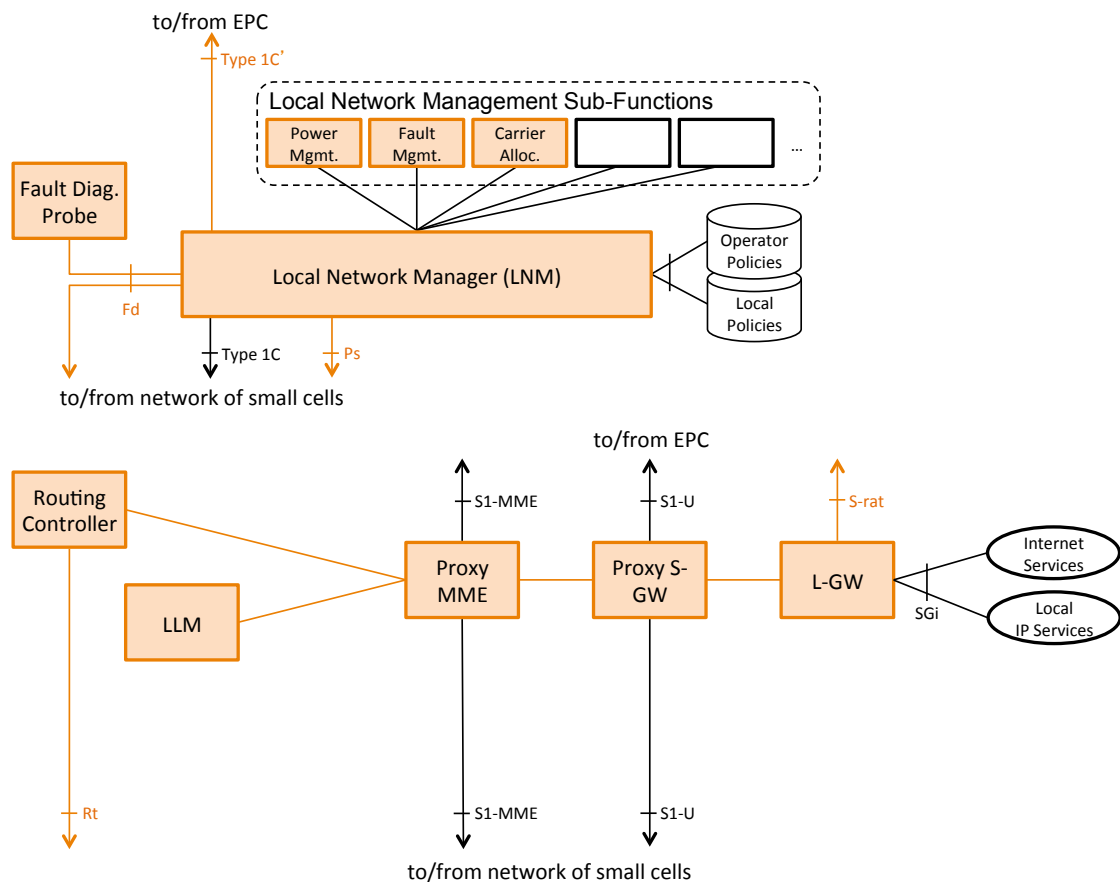 to/from EPC
Type 1C'
Local Network Management Sub-Functions
Power
Mgmt.
Fault
Mgmt.
Carrier
Alloc.
...
Fault Diag.
Probe
Local Network Manager (LNM)
Operator
Policies
Local
Policies
Fd
Type 1C
Ps
to/from network of small cells
to/from EPC
Routing
Controller
S1-MME
S1-U
S-rat
LLM
Proxy
MME
Proxy S-
GW
L-GW
Internet
Services
SGi
Local
IP Services
Rt
S1-MME
S1-U
to/from network of small cells